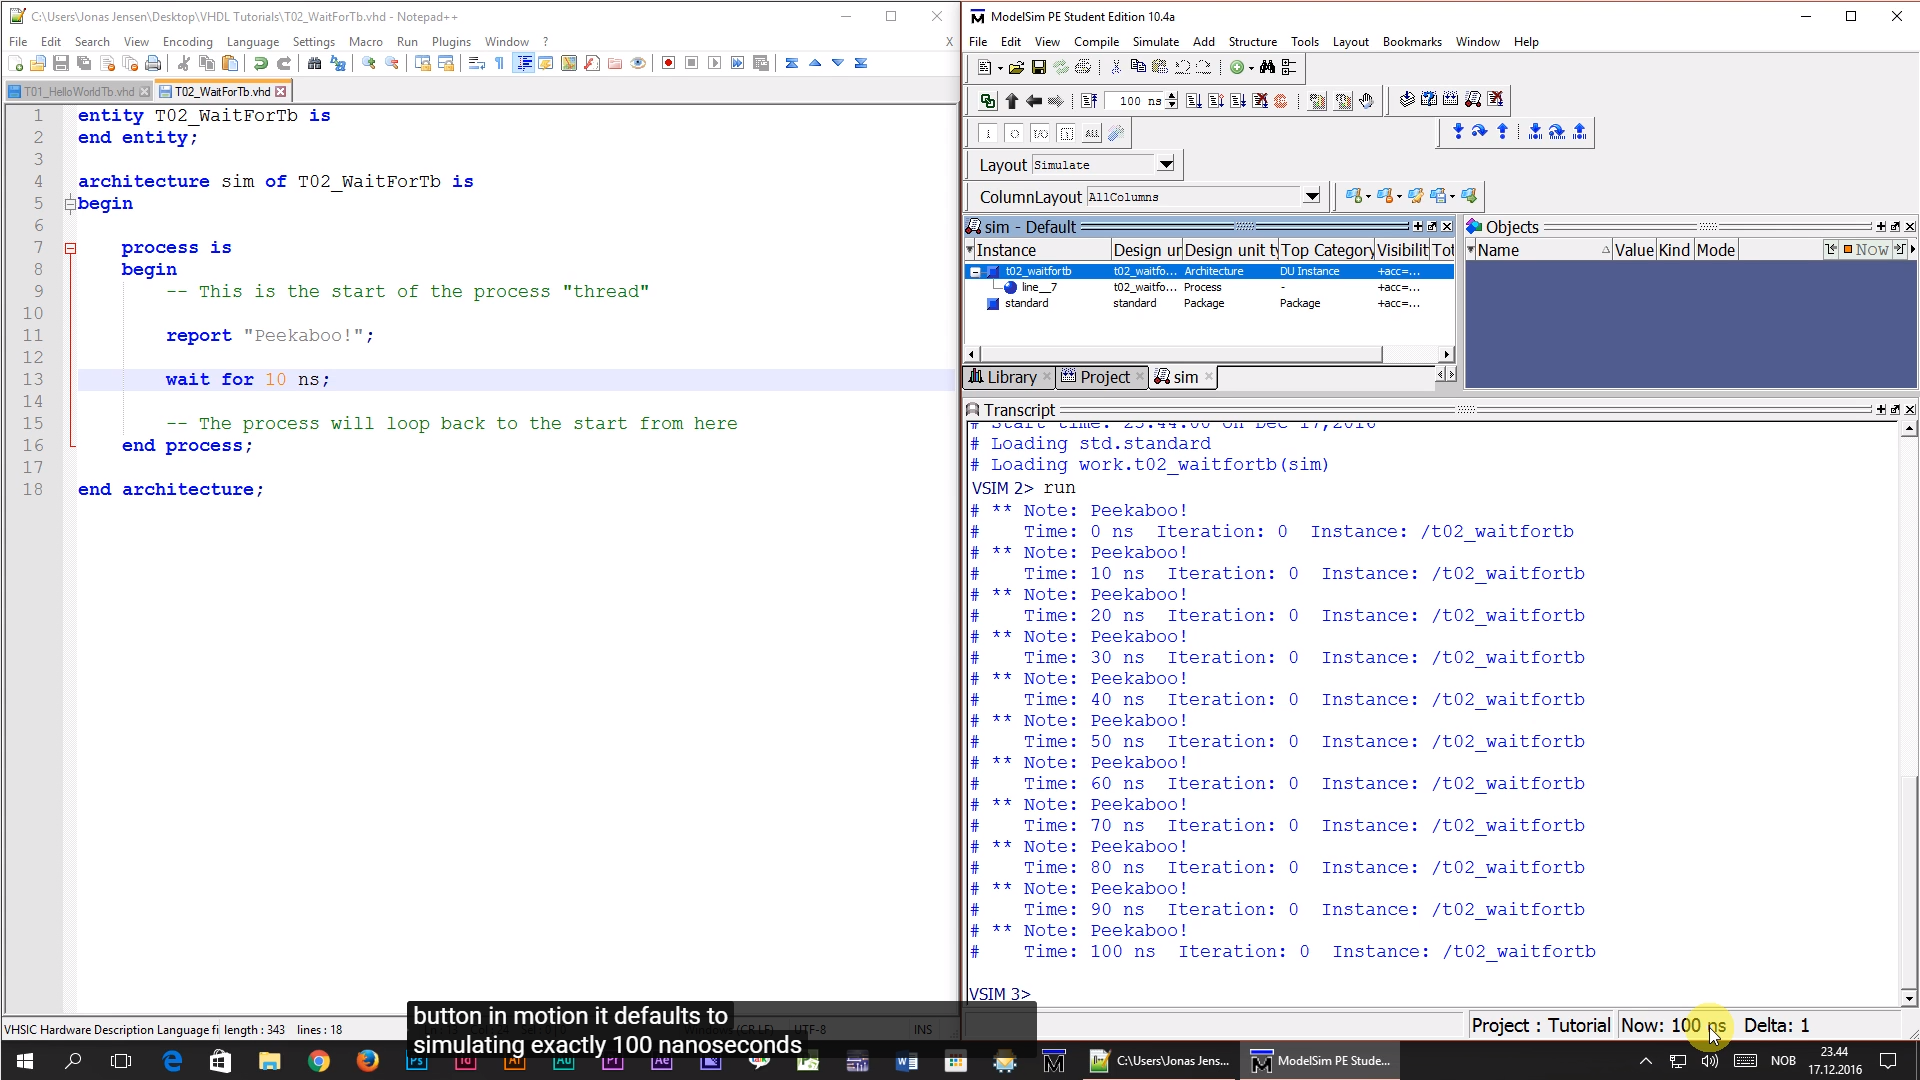 C:\Users\Jonas Jensen\Desktop\VHDL Tutorials\T02_WaitForTb.vhd - Notepad++
File Edit Search View Encoding Language Settings Macro Run Plugins Window ? X
T01_HelloWorldTb.vhd T02_WaitForTb.vhd
1 entity T02_WaitForTb is
2 end entity;
3
4 architecture sim of T02_WaitForTb is
5 begin
6
7 process is
8 begin
9 -- This is the start of the process "thread"
10
11 report "Peekaboo!";
12
13 wait for 10 ns;
14
15 -- The process will loop back to the start from here
16 end process;
17
18 end architecture;
VHSIC Hardware Description Language fi length : 343 lines : 18 UTF-8 INS
ModelSim PE Student Edition 10.4a
File Edit View Compile Simulate Add Structure Tools Layout Bookmarks Window Help
100 ns
Layout Simulate
ColumnLayout AllColumns
sim - Default
Instance Design ur Design unit ty Top Category Visibilit Tot
t02_waitfortb t02_waitfo... Architecture DU Instance +acc=...
line__7 t02_waitfo... Process - +acc=...
standard standard Package Package +acc=...
Library Project sim
Objects
Name Value Kind Mode Now
Transcript
# Start time: 23:44:00 on Dec 17,2016
# Loading std.standard
# Loading work.t02_waitfortb(sim)
VSIM 2> run
# ** Note: Peekaboo!
# Time: 0 ns Iteration: 0 Instance: /t02_waitfortb
# ** Note: Peekaboo!
# Time: 10 ns Iteration: 0 Instance: /t02_waitfortb
# ** Note: Peekaboo!
# Time: 20 ns Iteration: 0 Instance: /t02_waitfortb
# ** Note: Peekaboo!
# Time: 30 ns Iteration: 0 Instance: /t02_waitfortb
# ** Note: Peekaboo!
# Time: 40 ns Iteration: 0 Instance: /t02_waitfortb
# ** Note: Peekaboo!
# Time: 50 ns Iteration: 0 Instance: /t02_waitfortb
# ** Note: Peekaboo!
# Time: 60 ns Iteration: 0 Instance: /t02_waitfortb
# ** Note: Peekaboo!
# Time: 70 ns Iteration: 0 Instance: /t02_waitfortb
# ** Note: Peekaboo!
# Time: 80 ns Iteration: 0 Instance: /t02_waitfortb
# ** Note: Peekaboo!
# Time: 90 ns Iteration: 0 Instance: /t02_waitfortb
# ** Note: Peekaboo!
# Time: 100 ns Iteration: 0 Instance: /t02_waitfortb
VSIM 3>
Project : Tutorial Now: 100 ns Delta: 1
button in motion it defaults to
simulating exactly 100 nanoseconds
C:\Users\Jonas Jens... ModelSim PE Stude... NOB 23.44
17.12.2016